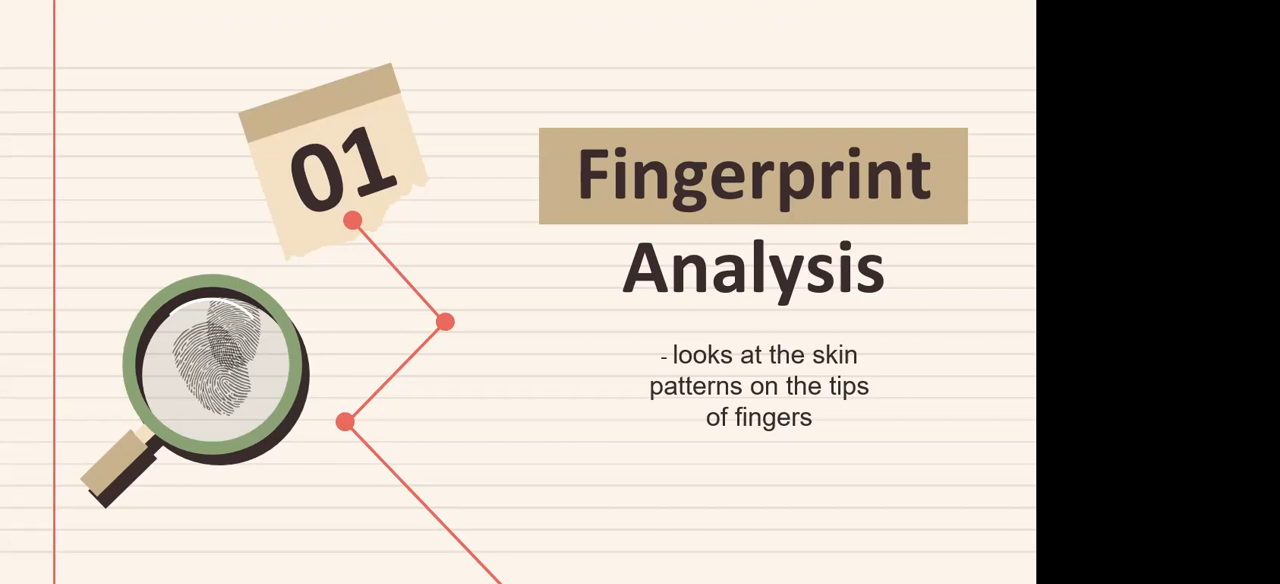 01
Fingerprint
Analysis
- looks at the skin
patterns on the tips
of fingers